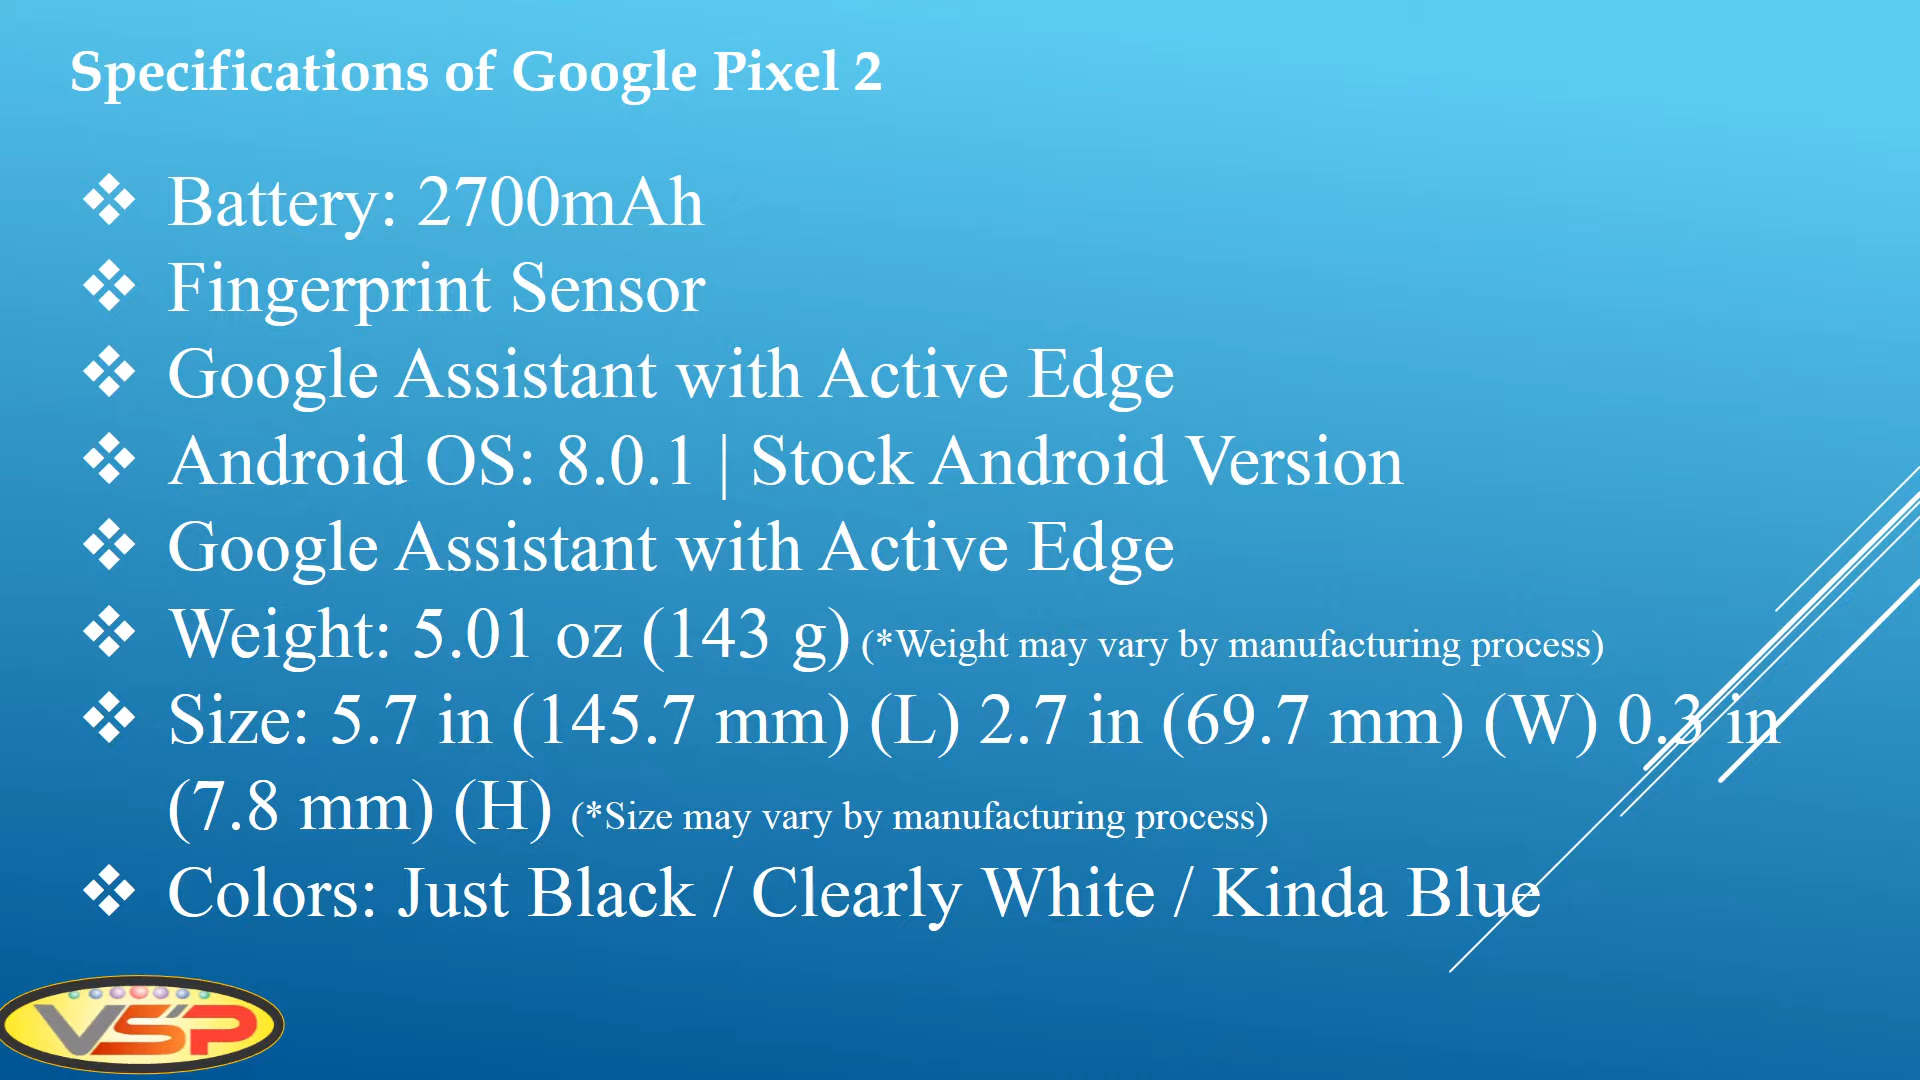 Specifications of Google Pixel 2
❖ Battery: 2700mAh
❖ Fingerprint Sensor
❖ Google Assistant with Active Edge
❖ Android OS: 8.0.1 | Stock Android Version
❖ Google Assistant with Active Edge
❖ Weight: 5.01 oz (143 g) (*Weight may vary by manufacturing process)
❖ Size: 5.7 in (145.7 mm) (L) 2.7 in (69.7 mm) (W) 0.3 in
(7.8 mm) (H) (*Size may vary by manufacturing process)
❖ Colors: Just Black / Clearly White / Kinda Blue
VSP